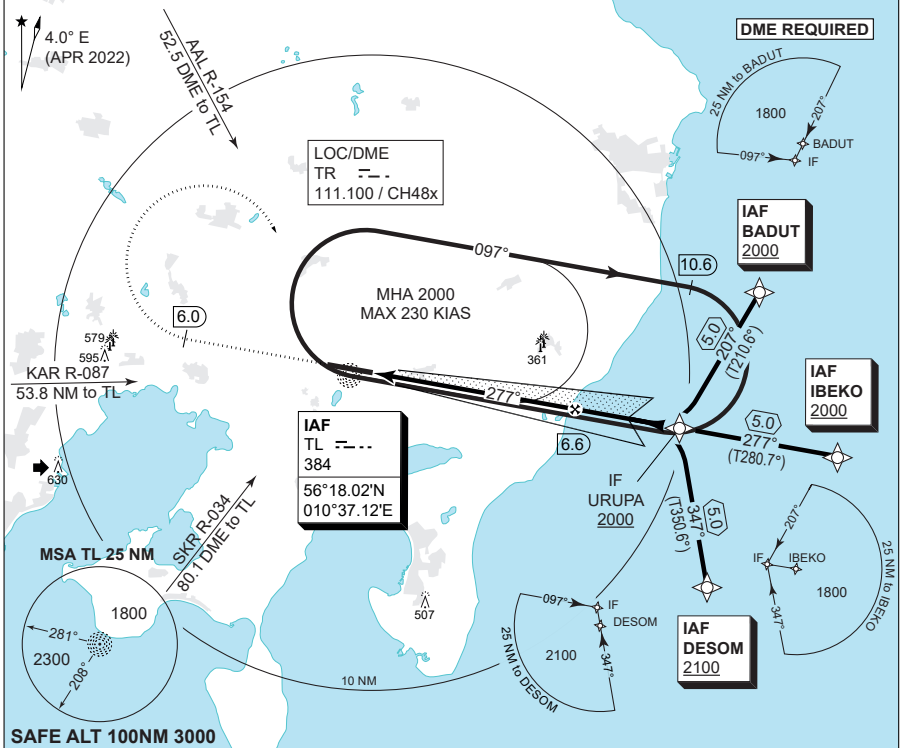 4.0° E
(APR 2022)
AAL R-154
52.5 DME to TL
DME REQUIRED
25 NM to BADUT
1800
207°
BADUT
097°
IF
LOC/DME
TR
111.100 / CH48x
IAF
BADUT
2000
097°
10.6
MHA 2000
MAX 230 KIAS
6.0
579
595
361
5.0
207°
(T210.6°)
KAR R-087
53.8 NM to TL
277°
IAF
IBEKO
2000
5.0
277°
(T280.7°)
6.6
IAF
TL
384
56°18.02'N
010°37.12'E
630
IF
URUPA
2000
5.0
347°
(T350.6°)
SKR R-034
80.1 DME to TL
207°
IF
IBEKO
1800
347°
25 NM to IBEKO
MSA TL 25 NM
1800
281°
2300
208°
507
097°
IF
DESOM
2100
347°
25 NM to DESOM
IAF
DESOM
2100
10 NM
SAFE ALT 100NM 3000